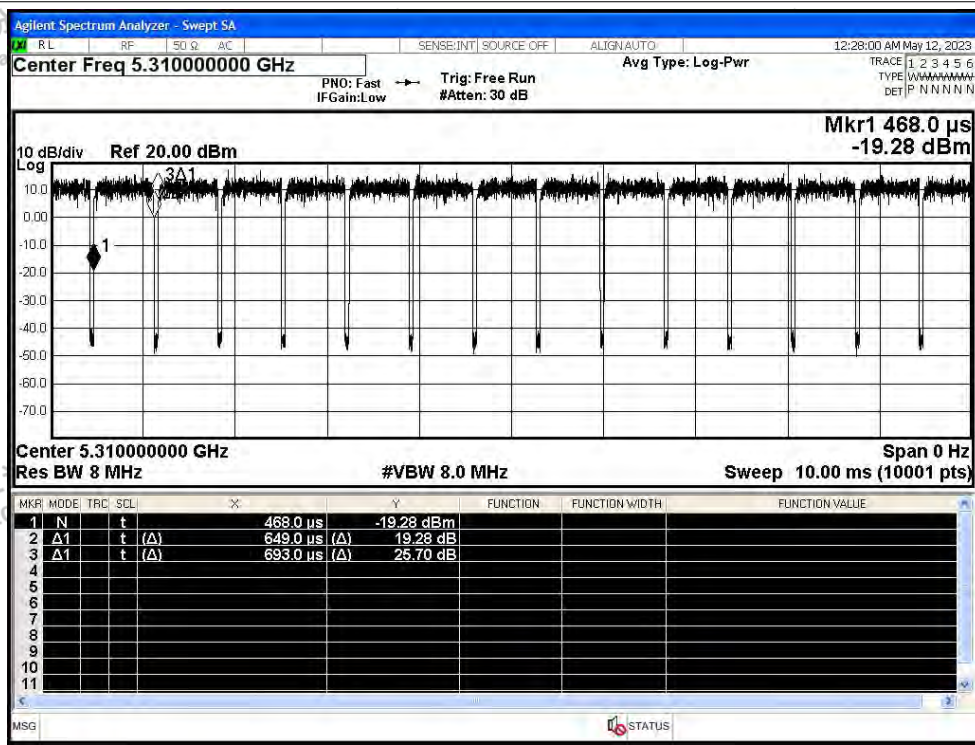 Agilent Spectrum Analyzer - Swept SA
RL RF 50 Ω AC SENSE:INT SOURCE OFF ALIGN AUTO 12:28:00 AM May 12, 2023
Center Freq 5.310000000 GHz Avg Type: Log-Pwr TRACE 1 2 3 4 5 6
PNO: Fast Trig: Free Run TYPE
IFGain:Low #Atten: 30 dB DET P N N N N N
Mkr1 468.0 µs
10 dB/div Ref 20.00 dBm -19.28 dBm
Log
3Δ1
10.0
0.00
1
-10.0
-20.0
-30.0
-40.0
-50.0
-60.0
-70.0
Center 5.310000000 GHz Span 0 Hz
Res BW 8 MHz #VBW 8.0 MHz Sweep 10.00 ms (10001 pts)
MKR MODE TRC SCL X Y FUNCTION FUNCTION WIDTH FUNCTION VALUE
1 N t 468.0 µs -19.28 dBm
2 Δ1 t (Δ) 649.0 µs (Δ) 19.28 dB
3 Δ1 t (Δ) 693.0 µs (Δ) 25.70 dB
4
5
6
7
8
9
10
11
MSG STATUS